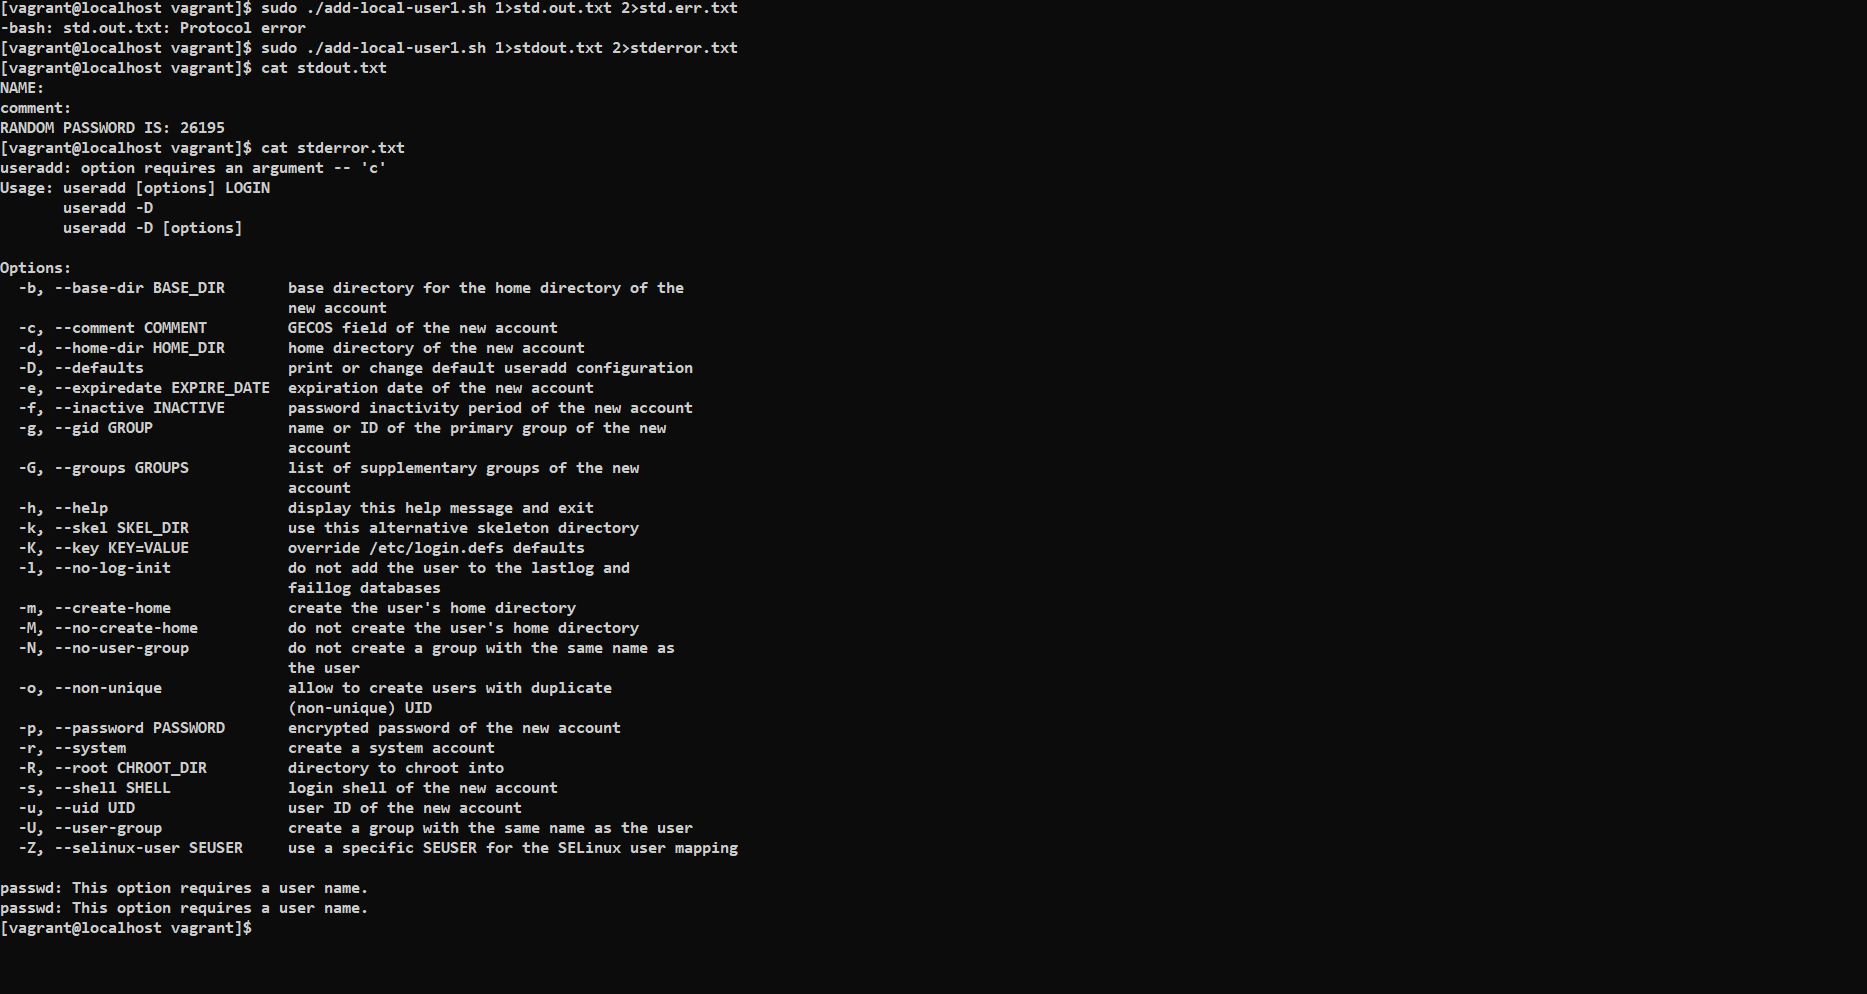 [vagrant@localhost vagrant]$ sudo ./add-local-user1.sh 1>std.out.txt 2>std.err.txt
-bash: std.out.txt: Protocol error
[vagrant@localhost vagrant]$ sudo ./add-local-user1.sh 1>stdout.txt 2>stderror.txt
[vagrant@localhost vagrant]$ cat stdout.txt
NAME:
comment:
RANDOM PASSWORD IS: 26195
[vagrant@localhost vagrant]$ cat stderror.txt
useradd: option requires an argument -- 'c'
Usage: useradd [options] LOGIN
       useradd -D
       useradd -D [options]

Options:
  -b, --base-dir BASE_DIR       base directory for the home directory of the
                                new account
  -c, --comment COMMENT         GECOS field of the new account
  -d, --home-dir HOME_DIR       home directory of the new account
  -D, --defaults                print or change default useradd configuration
  -e, --expiredate EXPIRE_DATE  expiration date of the new account
  -f, --inactive INACTIVE       password inactivity period of the new account
  -g, --gid GROUP               name or ID of the primary group of the new
                                account
  -G, --groups GROUPS           list of supplementary groups of the new
                                account
  -h, --help                    display this help message and exit
  -k, --skel SKEL_DIR           use this alternative skeleton directory
  -K, --key KEY=VALUE           override /etc/login.defs defaults
  -l, --no-log-init             do not add the user to the lastlog and
                                faillog databases
  -m, --create-home             create the user's home directory
  -M, --no-create-home          do not create the user's home directory
  -N, --no-user-group           do not create a group with the same name as
                                the user
  -o, --non-unique              allow to create users with duplicate
                                (non-unique) UID
  -p, --password PASSWORD       encrypted password of the new account
  -r, --system                  create a system account
  -R, --root CHROOT_DIR         directory to chroot into
  -s, --shell SHELL             login shell of the new account
  -u, --uid UID                 user ID of the new account
  -U, --user-group              create a group with the same name as the user
  -Z, --selinux-user SEUSER     use a specific SEUSER for the SELinux user mapping

passwd: This option requires a user name.
passwd: This option requires a user name.
[vagrant@localhost vagrant]$